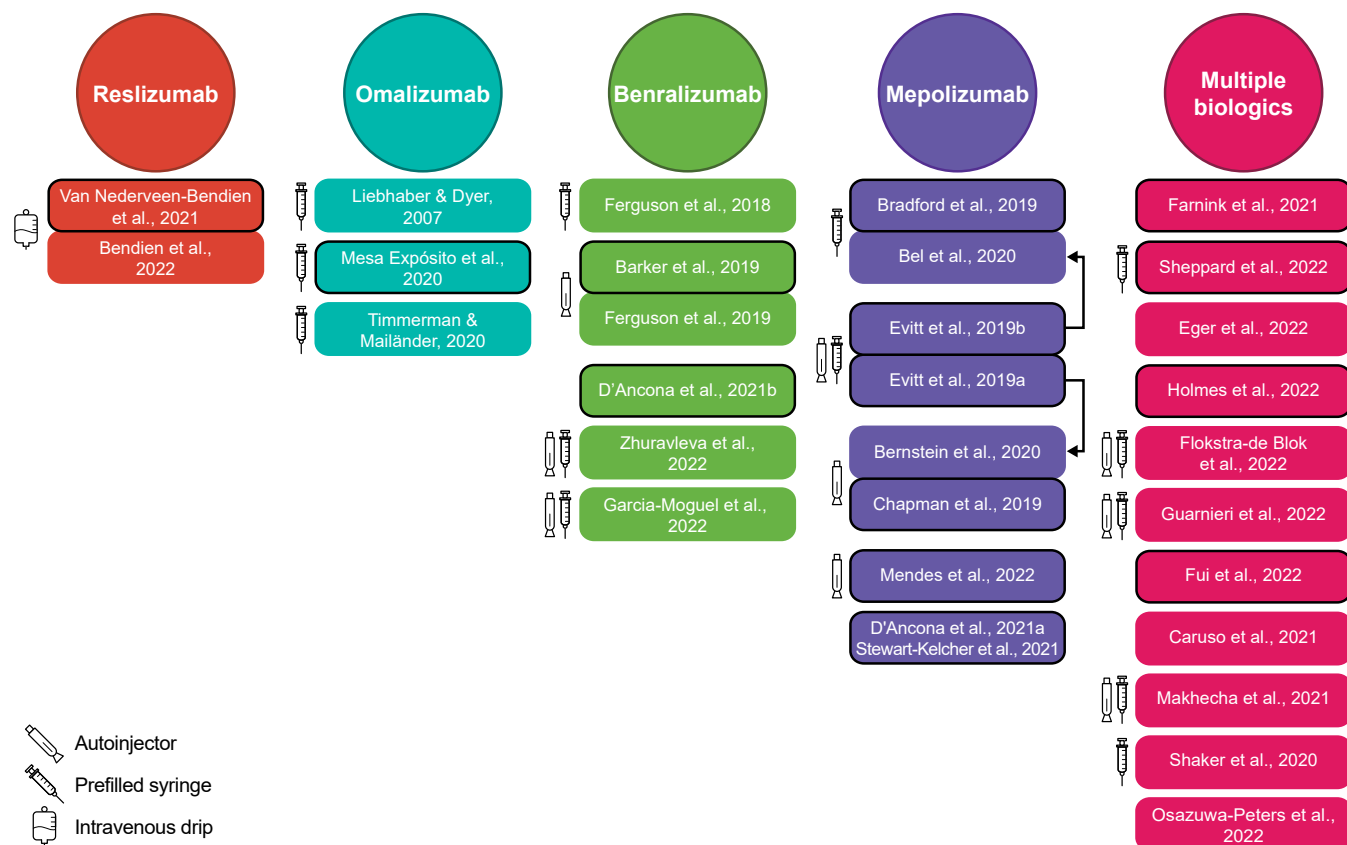 Reslizumab
Van Nederveen-Bendien
et al., 2021
Bendien et al.,
2022
Omalizumab
Liebhaber & Dyer,
2007
Mesa Expósito et al.,
2020
Timmerman &
Mailänder, 2020
Benralizumab
Ferguson et al., 2018
Barker et al., 2019
Ferguson et al., 2019
D'Ancona et al., 2021b
Zhuravleva et al.,
2022
Garcia-Moguel et al.,
2022
Mepolizumab
Bradford et al., 2019
Bel et al., 2020
Evitt et al., 2019b
Evitt et al., 2019a
Bernstein et al., 2020
Chapman et al., 2019
Mendes et al., 2022
D'Ancona et al., 2021a
Stewart-Kelcher et al., 2021
Multiple
biologics
Farnink et al., 2021
Sheppard et al., 2022
Eger et al., 2022
Holmes et al., 2022
Flokstra-de Blok
et al., 2022
Guarnieri et al., 2022
Fui et al., 2022
Caruso et al., 2021
Makhecha et al., 2021
Shaker et al., 2020
Osazuwa-Peters et al.,
2022
Autoinjector
Prefilled syringe
Intravenous drip